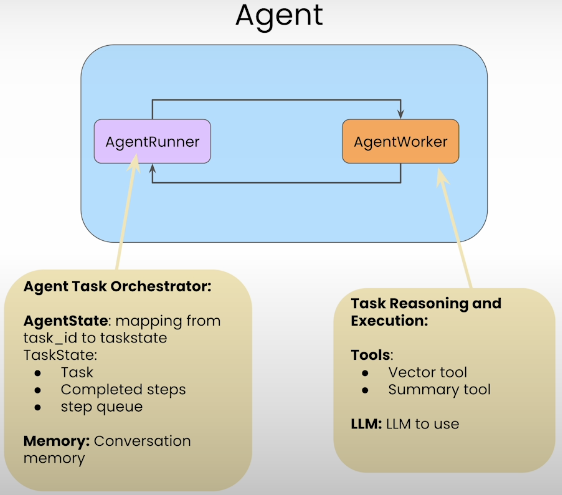 Agent
AgentRunner
AgentWorker
Agent Task Orchestrator:
AgentState: mapping from
task_id to taskstate
TaskState:
● Task
● Completed steps
● step queue
Memory: Conversation
memory
Task Reasoning and
Execution:
Tools:
● Vector tool
● Summary tool
LLM: LLM to use